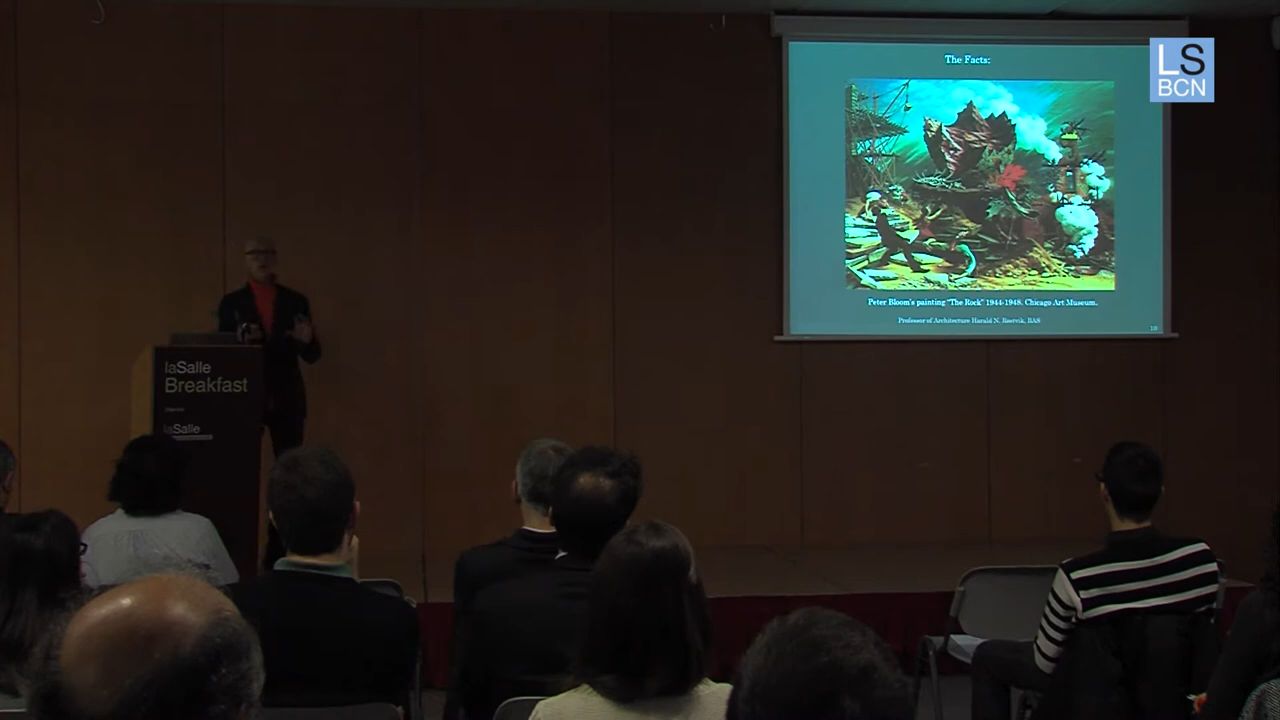 LS
BCN
The Facts:
Peter Bloom's painting "The Rock" 1944-1948. Chicago Art Museum.
Professor of Architecture Harald N. BAS
10
laSalle
Breakfast
laSalle